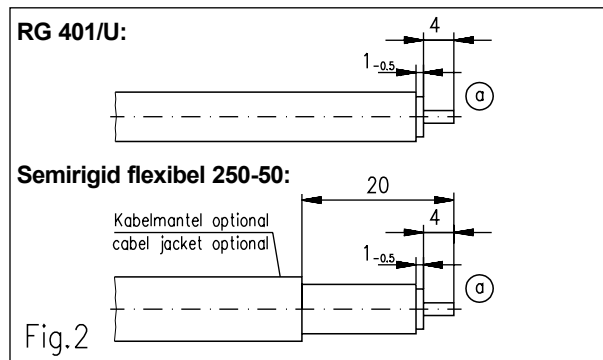 RG 401/U:
4
1-0.5
a
Semirigid flexibel 250-50:
20
Kabelmantel optional
cabel jacket optional
4
1-0.5
a
Fig.2